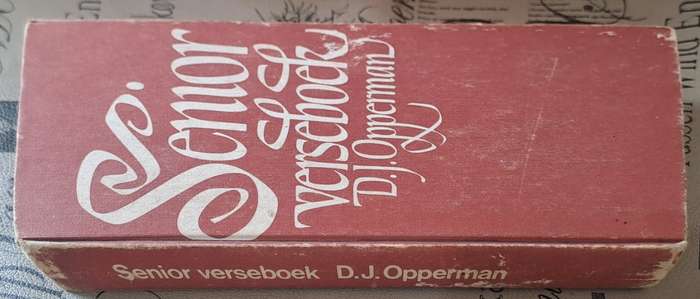 Senior
verseboek
D.J. Opperman
Senior verseboek D.J. Opperman